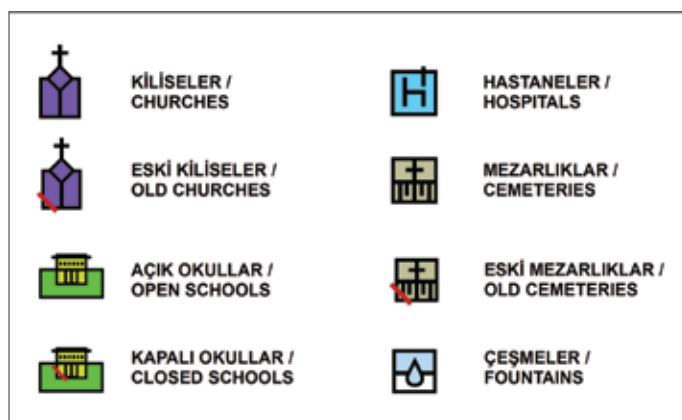 KİLİSELER /
CHURCHES
ESKİ KİLİSELER /
OLD CHURCHES
AÇIK OKULLAR /
OPEN SCHOOLS
KAPALI OKULLAR /
CLOSED SCHOOLS
H
HASTANELER /
HOSPITALS
MEZARLIKLAR /
CEMETERIES
ESKİ MEZARLIKLAR /
OLD CEMETERIES
ÇEŞMELER /
FOUNTAINS